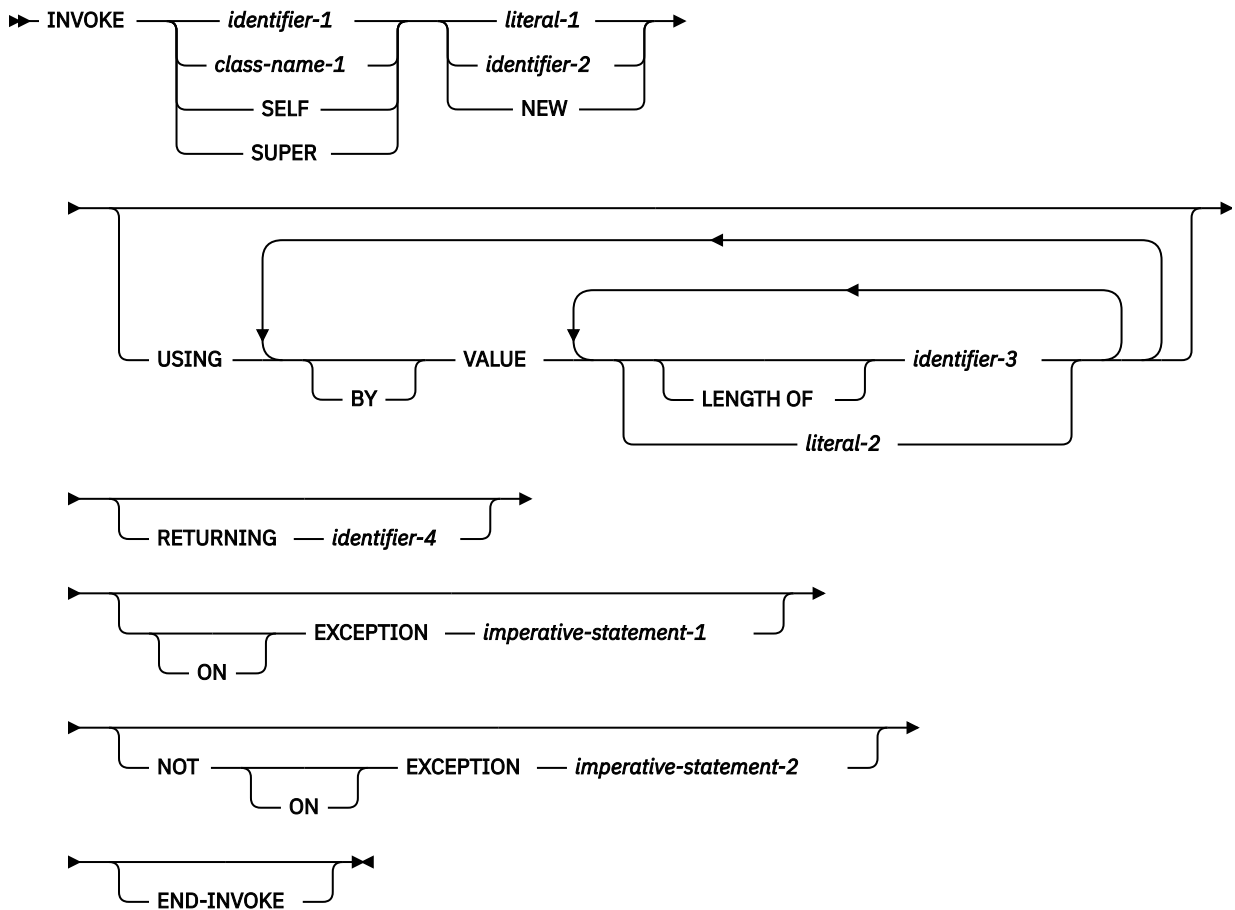 INVOKE identifier-1 literal-1
class-name-1 identifier-2
SELF NEW
SUPER
USING VALUE identifier-3
BY LENGTH OF
literal-2
RETURNING identifier-4
EXCEPTION imperative-statement-1
ON
NOT EXCEPTION imperative-statement-2
ON
END-INVOKE